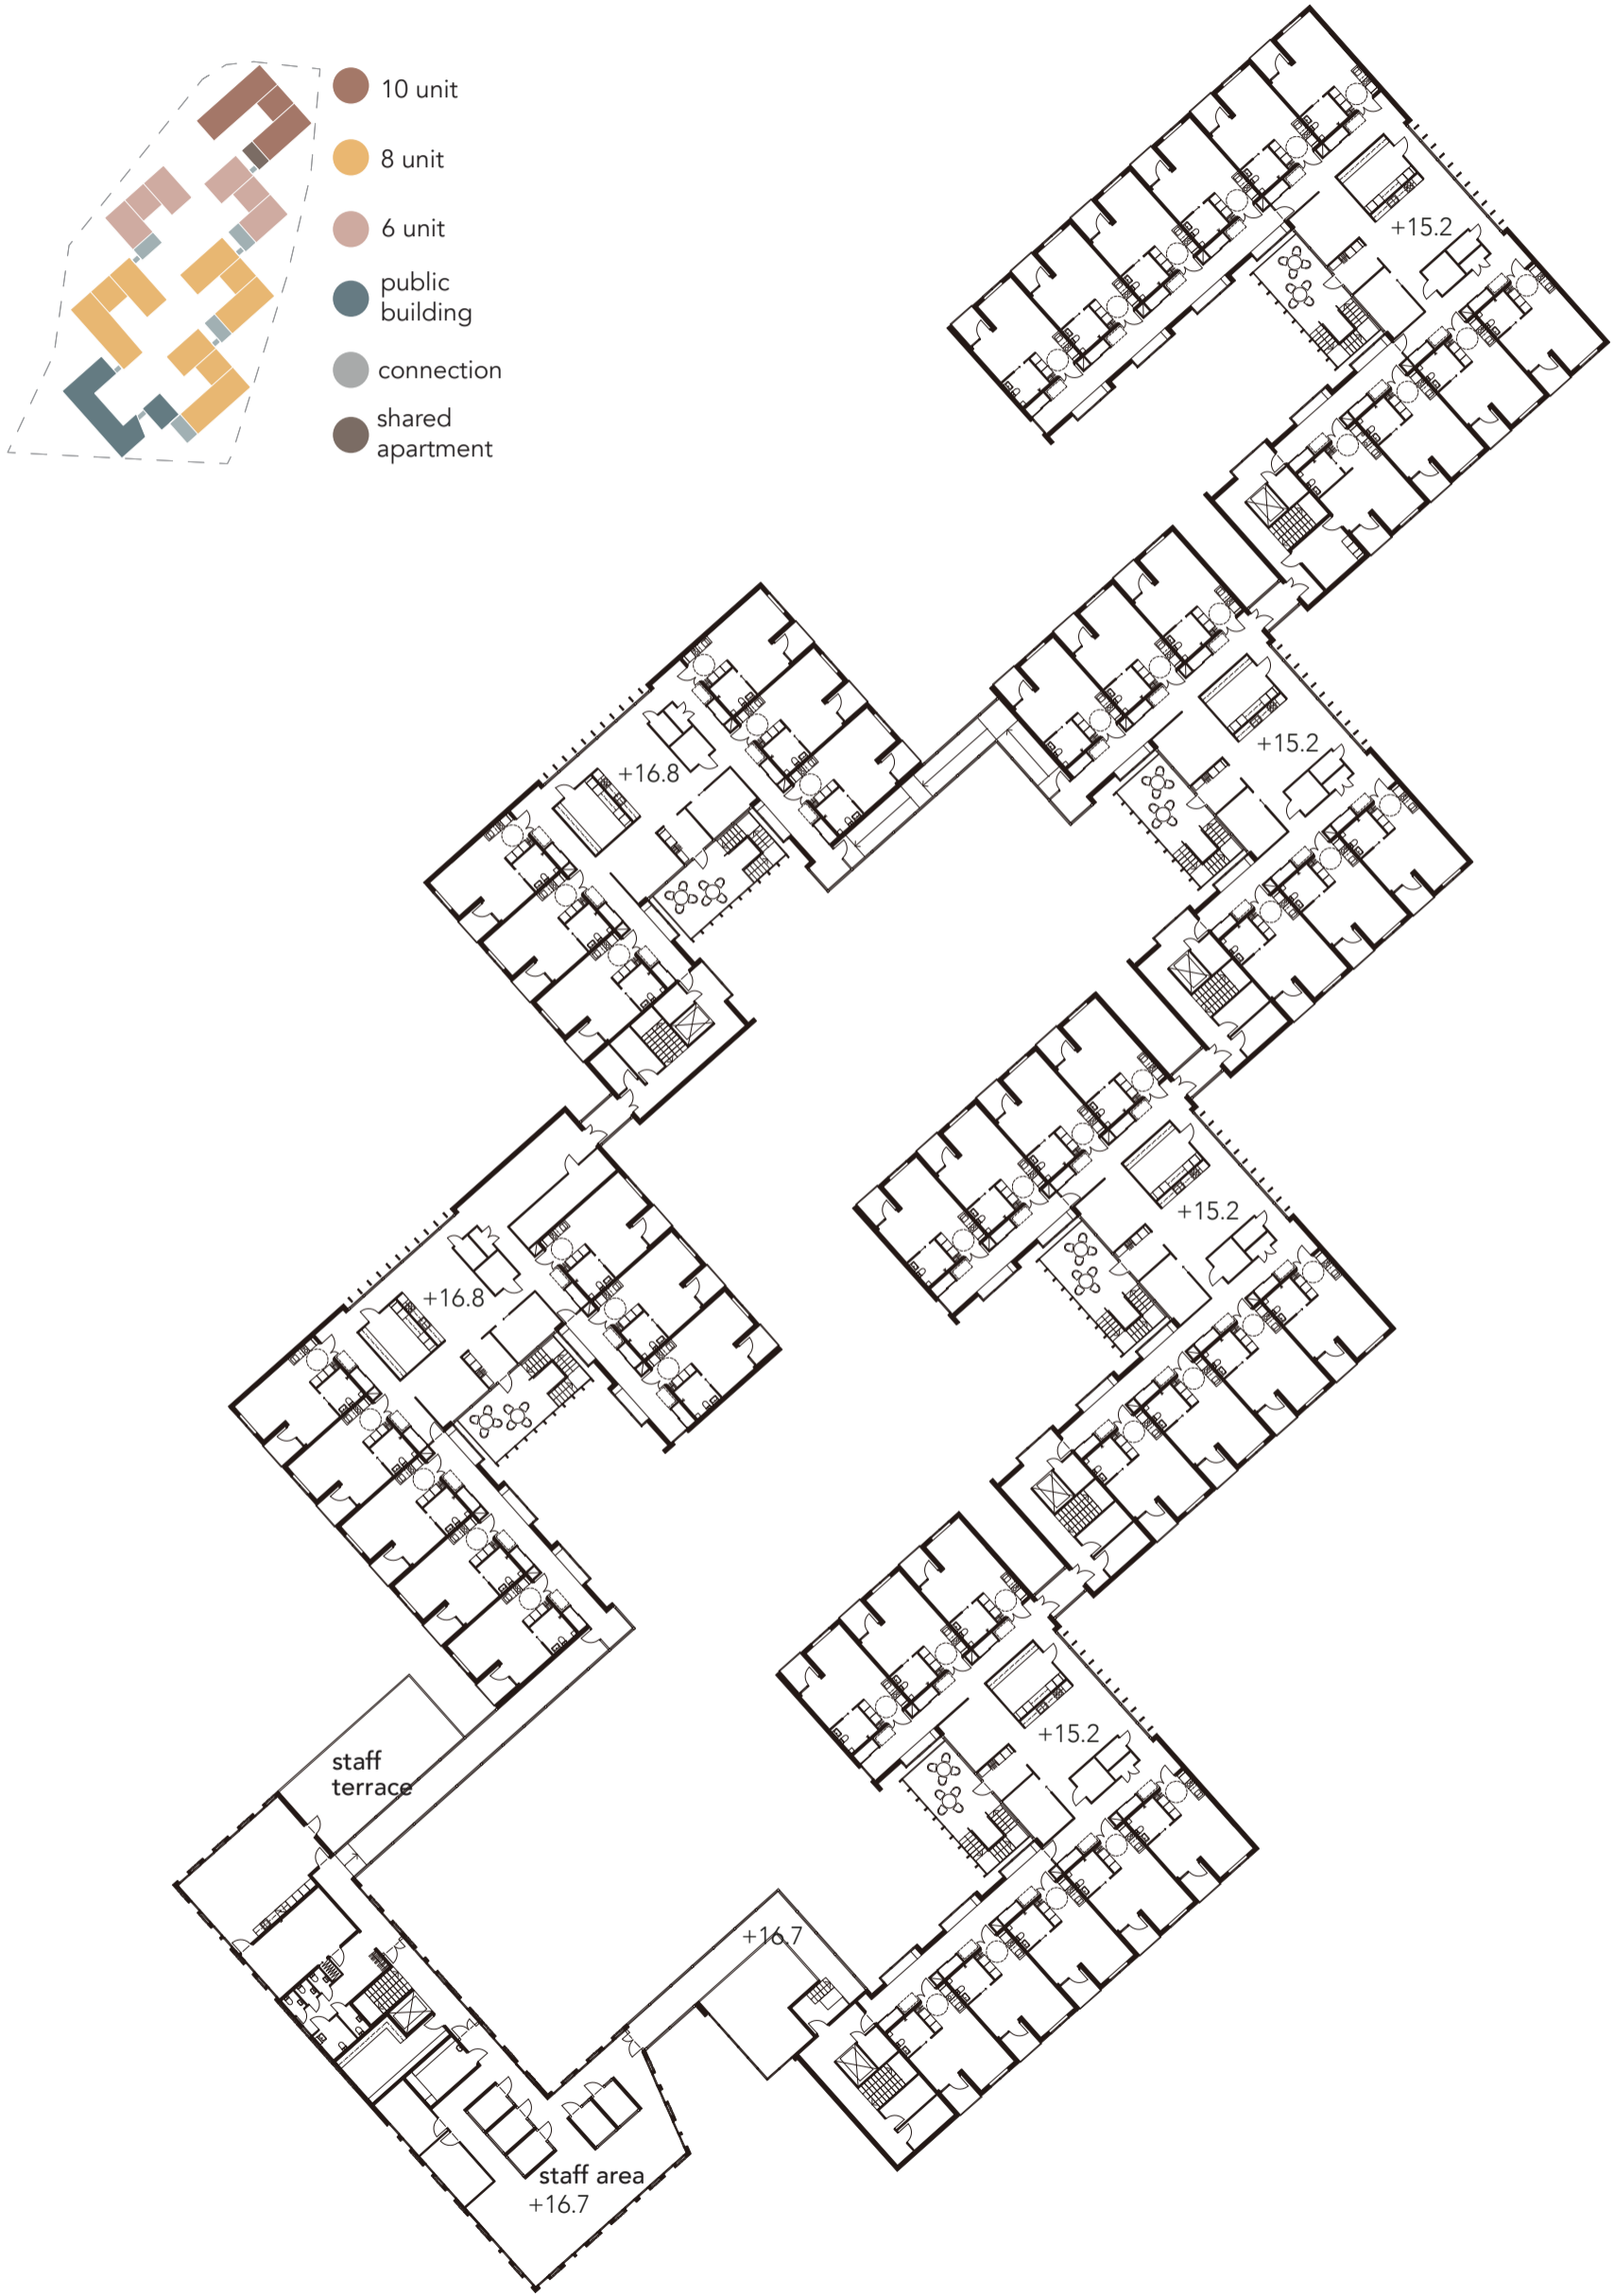 10 unit
8 unit
6 unit
public
building
connection
shared
apartment
+15.2
+15.2
+16.8
+15.2
+16.8
+15.2
staff
terrace
+16.7
staff area
+16.7